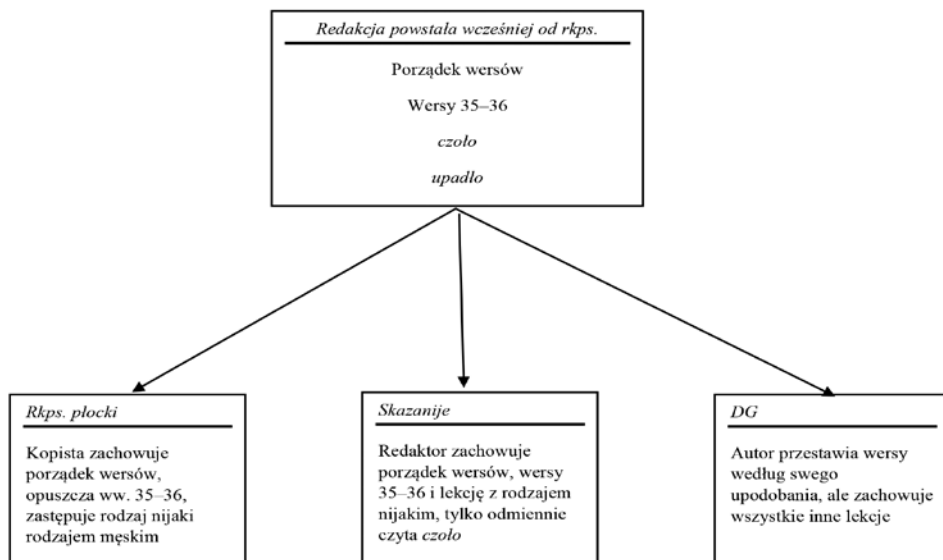 Redakcja powstała wcześniej od rkps.
Porządek wersów
Wersy 35–36
czoło
upadlo
Rkps. płocki
Kopista zachowuje
porządek wersów,
opuszcza ww. 35–36,
zastępuje rodzaj nijaki
rodzajem męskim
Skazanije
Redaktor zachowuje
porządek wersów, wersy
35–36 i lekcję z rodzajem
nijakim, tylko odmiennie
czyta czoło
DG
Autor przestawia wersy
według swego
upodobania, ale zachowuje
wszystkie inne lekcje